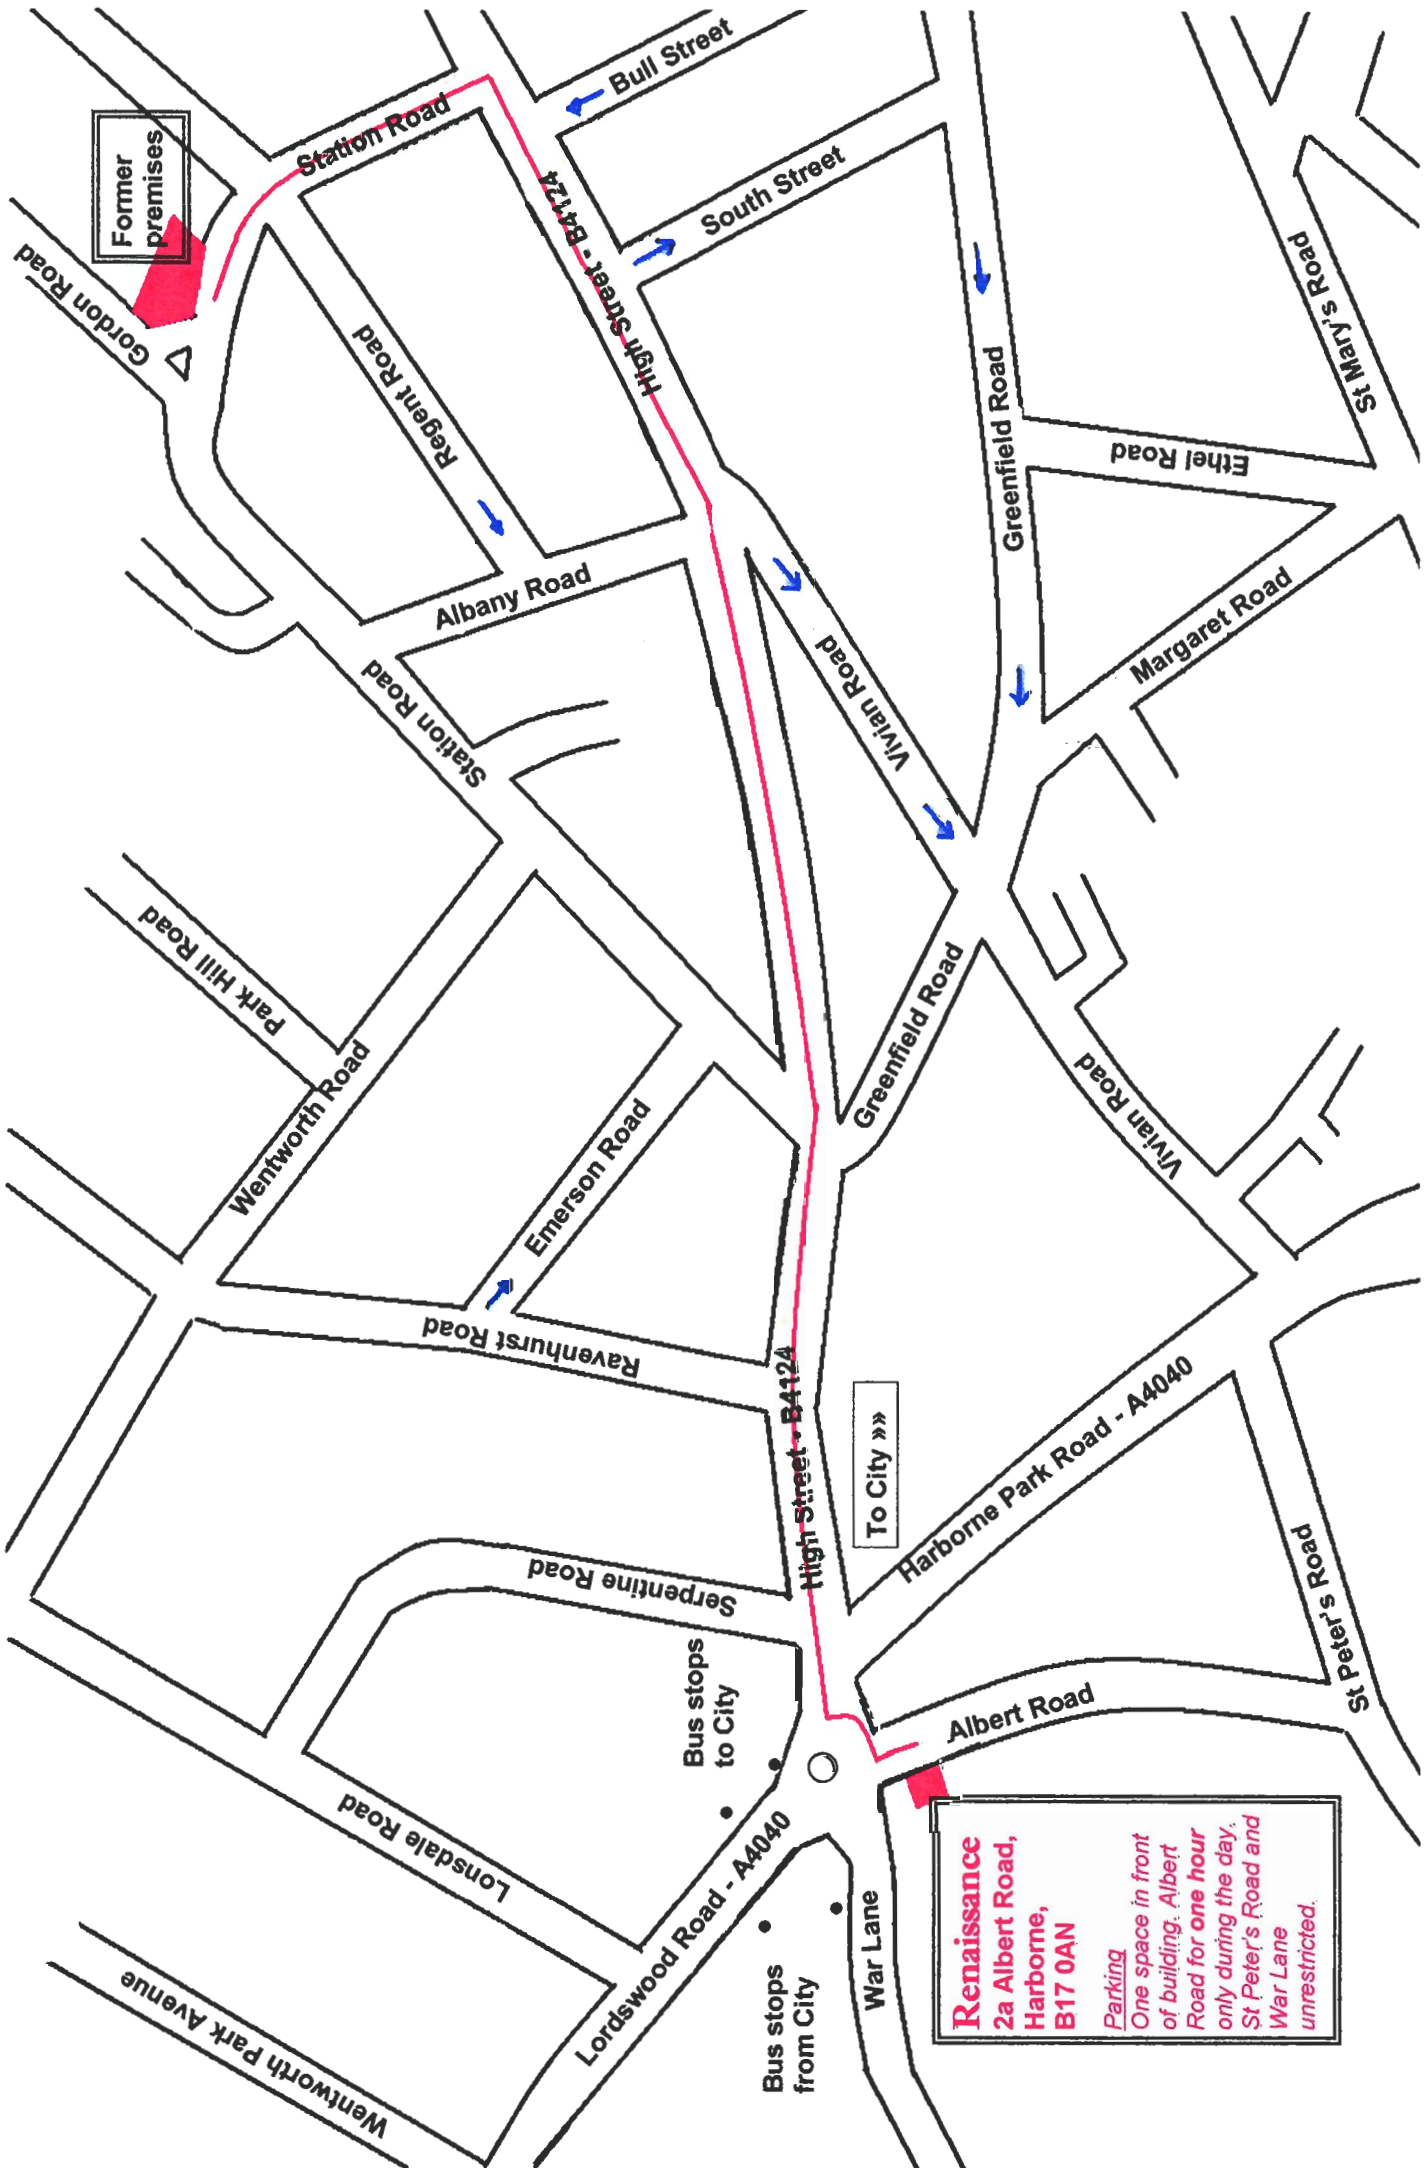 Former
premises
Gordon Road
Station Road
Bull Street
High Street - B4124
South Street
Regent Road
Greenfield Road
St Mary's Road
Ethel Road
Albany Road
Margaret Road
Station Road
Vivian Road
Park Hill Road
Greenfield Road
Wentworth Road
Vivian Road
Emerson Road
Ravenhurst Road
High Street - B4124
To City »»
Harborne Park Road - A4040
Serpentine Road
St Peter's Road
Bus stops
to City
Albert Road
Lonsdale Road
Lordswood Road - A4040
War Lane
Bus stops
from City
Wentworth Park Avenue
Renaissance
2a Albert Road,
Harborne,
B17 0AN
Parking
One space in front
of building. Albert
Road for one hour
only during the day,
St Peter's Road and
War Lane
unrestricted.